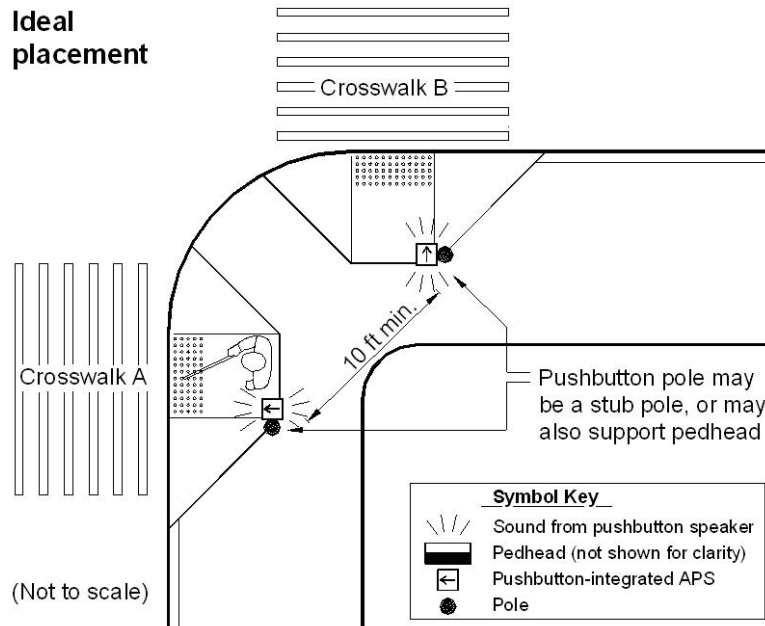 Ideal
placement
Crosswalk B
10 ft min.
Crosswalk A
Pushbutton pole may
be a stub pole, or may
also support pedhead
Symbol Key
Sound from pushbutton speaker
Pedhead (not shown for clarity)
Pushbutton-integrated APS
Pole
(Not to scale)